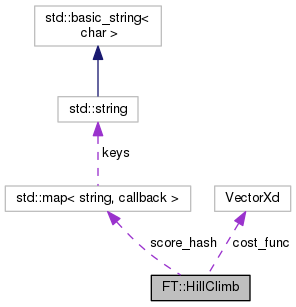 std::basic_string<
char >
std::string
keys
std::map< string, callback >
VectorXd
score_hash
cost_func
FT::HillClimb